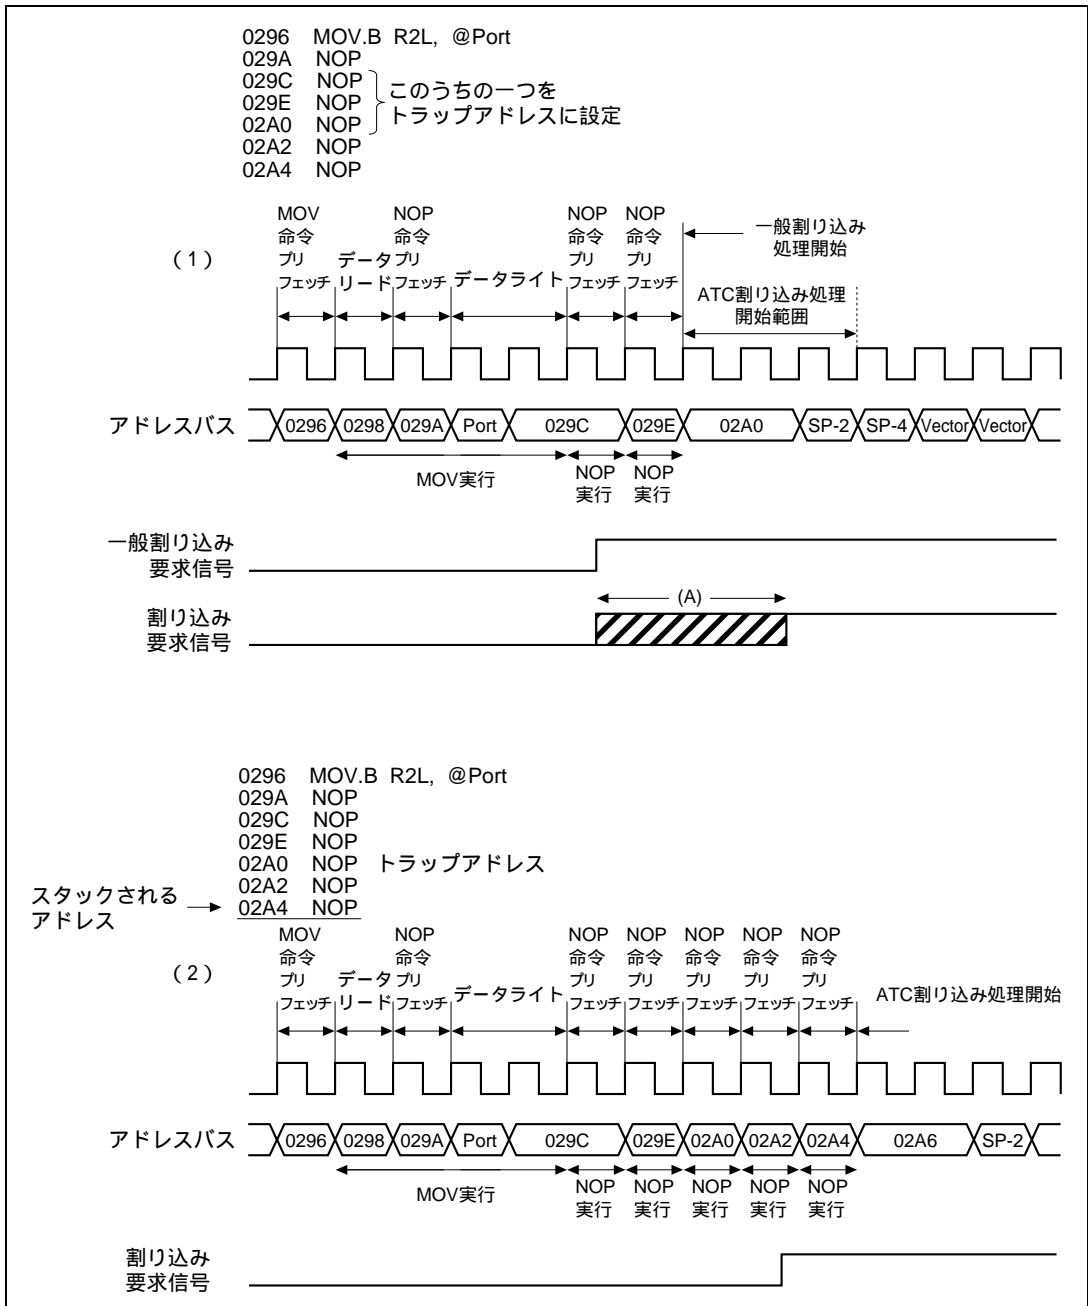 0296 MOV.B R2L, @Port
029A NOP
029C NOP
029E NOP
02A0 NOP
このうちの一つを
トラップアドレスに設定
02A2 NOP
02A4 NOP
(1)
MOV
命令
プリ
フェッチ
データ
リード
NOP
命令
プリ
フェッチ
データライト
NOP
命令
プリ
フェッチ
NOP
命令
プリ
フェッチ
一般割り込み
処理開始
ATC割り込み処理
開始範囲
アドレスバス 0296 0298 029A Port 029C 029E 02A0 SP-2 SP-4 Vector Vector
MOV実行
NOP
実行
NOP
実行
一般割り込み
要求信号
(A)
割り込み
要求信号
0296 MOV.B R2L, @Port
029A NOP
029C NOP
029E NOP
02A0 NOP トラップアドレス
02A2 NOP
02A4 NOP
スタックされる
アドレス
(2)
MOV
命令
プリ
フェッチ
データ
リード
NOP
命令
プリ
フェッチ
データライト
NOP
命令
プリ
フェッチ
NOP
命令
プリ
フェッチ
NOP
命令
プリ
フェッチ
NOP
命令
プリ
フェッチ
NOP
命令
プリ
フェッチ
ATC割り込み処理開始
アドレスバス 0296 0298 029A Port 029C 029E 02A0 02A2 02A4 02A6 SP-2
MOV実行
NOP
実行
NOP
実行
NOP
実行
NOP
実行
NOP
実行
割り込み
要求信号